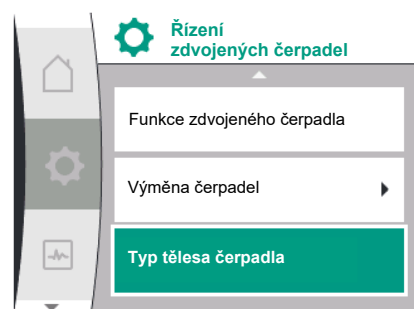 Řízení
zdvojených čerpadel
Funkce zdvojeného čerpadla
Výměna čerpadel
Typ tělesa čerpadla